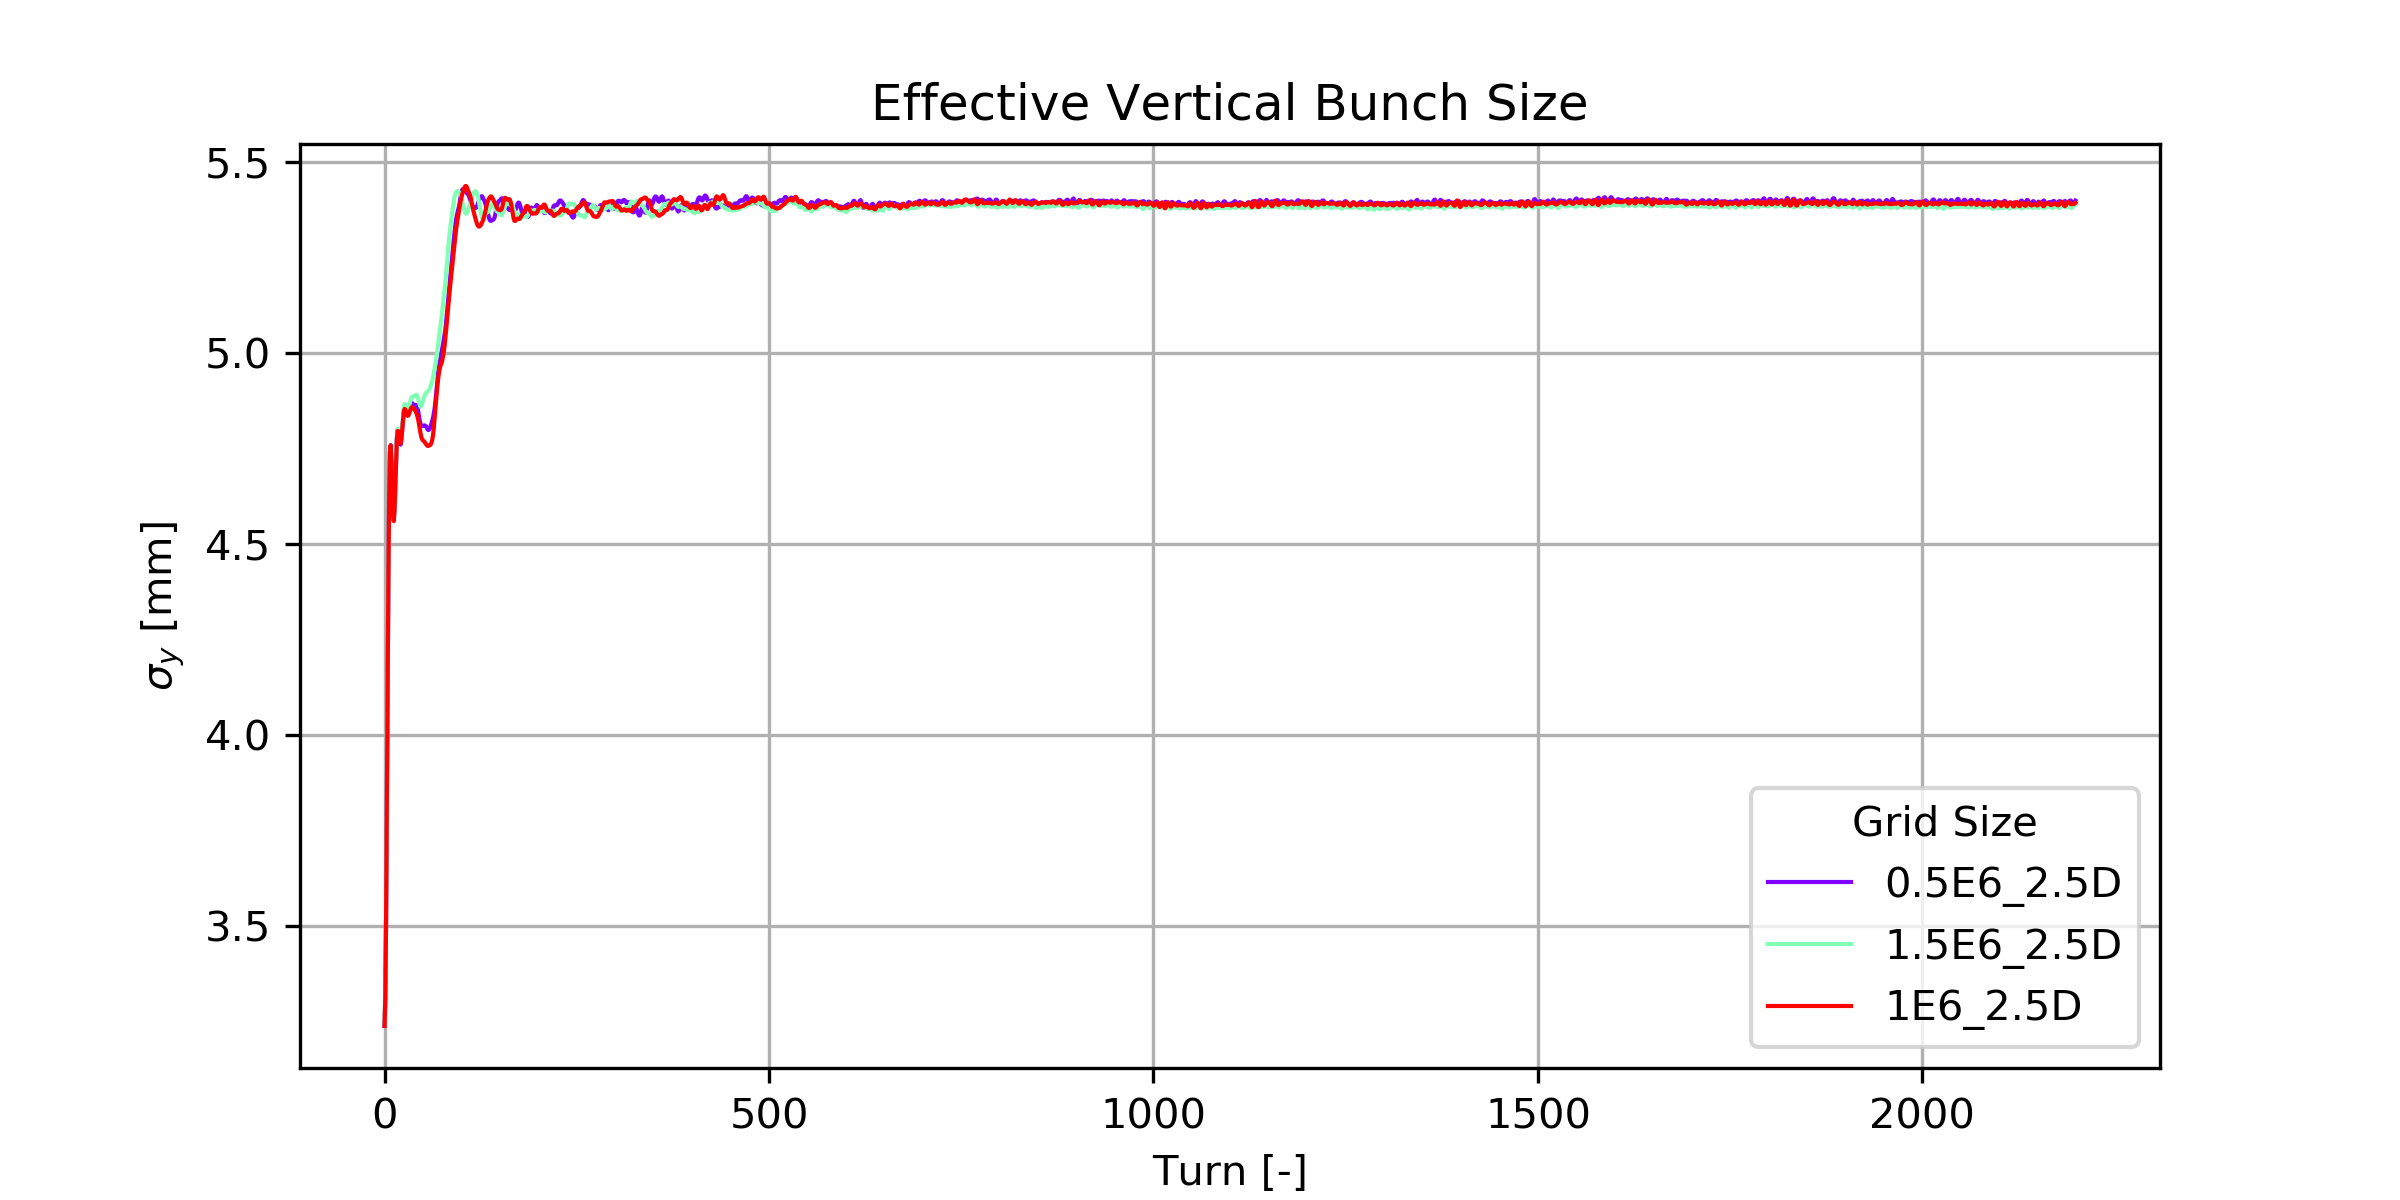 Effective Vertical Bunch Size
5.5
5.0
4.5
4.0
3.5
σy [mm]
Grid Size
0.5E6_2.5D
1.5E6_2.5D
1E6_2.5D
0 500 1000 1500 2000
Turn [-]